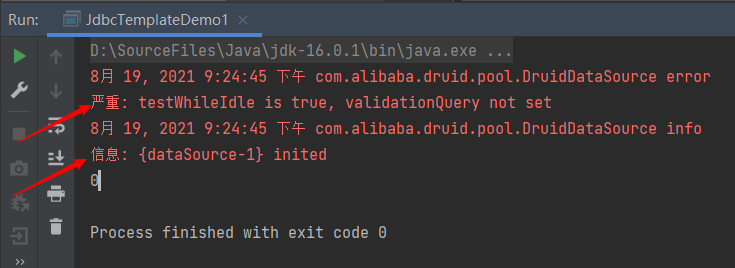 Run: JdbcTemplateDemo1 ×
D:\SourceFiles\Java\jdk-16.0.1\bin\java.exe ...
8月 19, 2021 9:24:45 下午 com.alibaba.druid.pool.DruidDataSource error
严重: testWhileIdle is true, validationQuery not set
8月 19, 2021 9:24:45 下午 com.alibaba.druid.pool.DruidDataSource info
信息: {dataSource-1} inited
0
Process finished with exit code 0